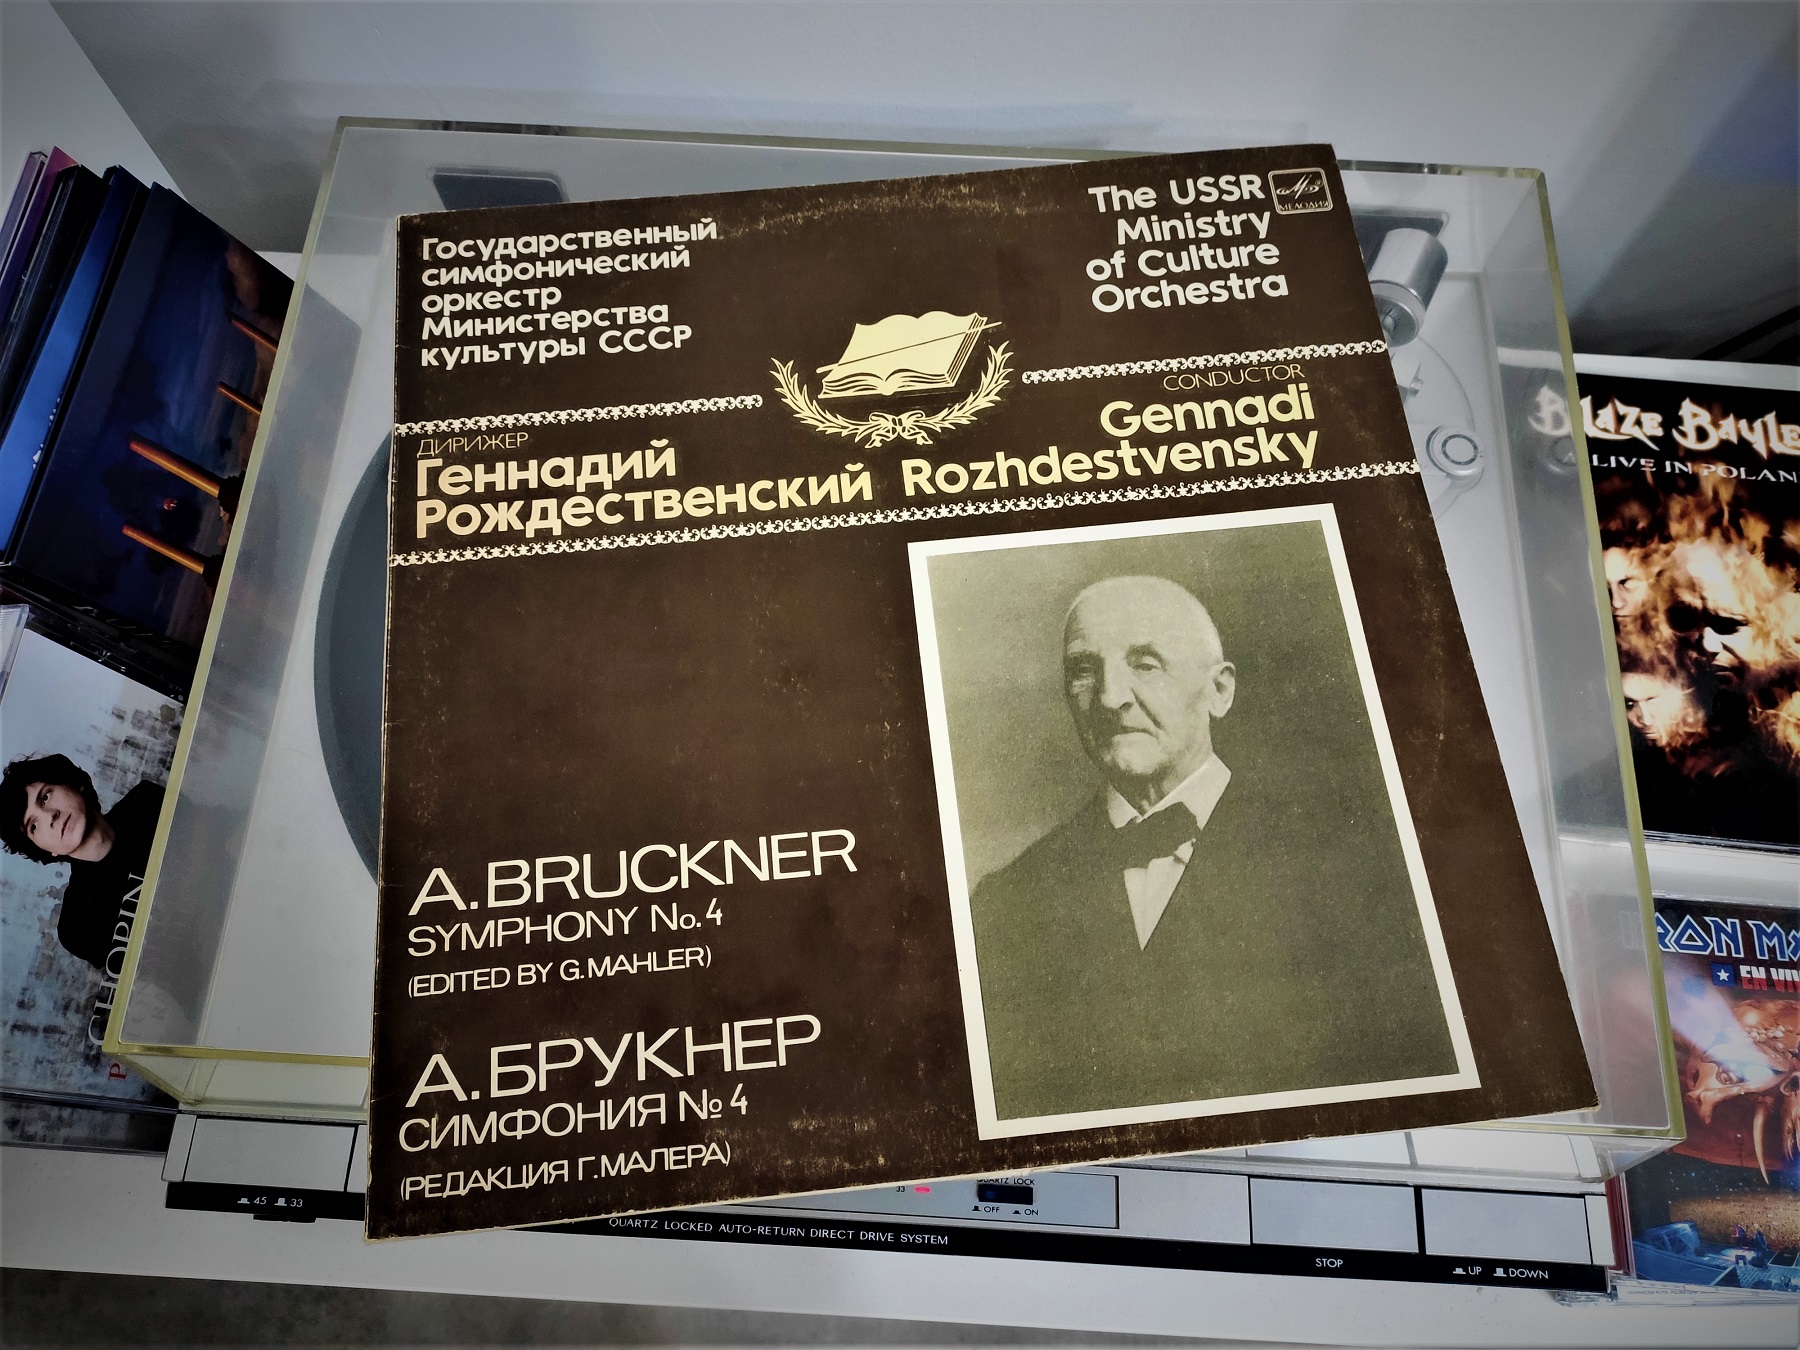 Государственный
симфонический
оркестр
Министерства
культуры СССР
The USSR
Ministry
of Culture
Orchestra
МЕЛОДИЯ
ДИРИЖЕР
Геннадий
Рождественский
CONDUCTOR
Gennadi
Rozhdestvensky
A.BRUCKNER
SYMPHONY No.4
(EDITED BY G.MAHLER)
А.БРУКНЕР
СИМФОНИЯ № 4
(РЕДАКЦИЯ Г.МАЛЕРА)
CHOPIN
BLAZE BAYLE
LIVE IN POLAN
IRON MA
EN VIV
45 33
33
QUARTZ LOCK
OFF ON
QUARTZ LOCKED AUTO-RETURN DIRECT DRIVE SYSTEM
STOP
UP DOWN